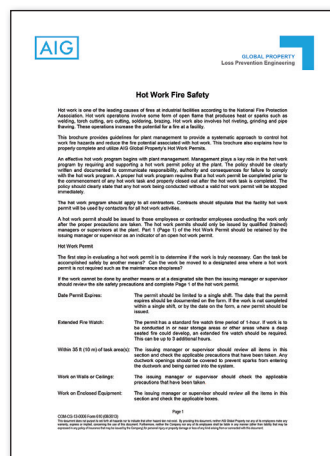 AIG
GLOBAL PROPERTY
Loss Prevention Engineering
Hot Work Fire Safety
Hot work is one of the leading causes of fires at industrial facilities according to the National Fire Protection
Association. Hot work operations involve some form of open flame that produces heat or sparks such as
welding, torch cutting, arc cutting, soldering, brazing. Hot work also involves hot riveting, grinding and pipe
thawing. These operations increase the potential for a fire at a facility.
This brochure provides guidelines for plant management to provide a systematic approach to control hot
work fire hazards and reduce the fire potential associated with hot work. This brochure also explains how to
properly complete and utilize AIG Global Property's Hot Work Permits.
An effective hot work program begins with plant management. Management plays a key role in the hot work
program by requiring and supporting a hot work permit policy at the plant. The policy should be clearly
written and documented to communicate responsibility, authority and consequences for failure to comply
with the hot work program. A proper hot work program requires that a hot work permit be completed prior to
the commencement of any hot work task and properly closed out after the hot work task is completed. The
policy should clearly state that any hot work being conducted without a valid hot work permit will be stopped
immediately.
The hot work program should apply to all contractors. Contracts should stipulate that the facility hot work
permit will be used by contractors for all hot work activities.
A hot work permit should be issued to those employees or contractor employees conducting the work only
after the proper precautions are taken. The hot work permits should only be issued by qualified (trained)
managers or supervisors at the plant. Part 1 (Page 1) of the Hot Work Permit should be retained by the
issuing manager or supervisor as an indicator of an open hot work permit.
Hot Work Permit
The first step in evaluating a hot work permit is to determine if the work is truly necessary. Can the task be
accomplished safely by another means? Can the work be moved to a designated area where a hot work
permit is not required such as the maintenance shop/area?
If the work cannot be done by another means or at a designated site then the issuing manager or supervisor
should review the site safety precautions and complete Page 1 of the hot work permit.
Date Permit Expires: The permit should be limited to a single shift. The date that the permit
expires should be documented on the form. If the work is not completed
within a single shift, or by the date on the form, a new permit should be
issued.
Extended Fire Watch: The permit has a standard fire watch time period of 1-hour. If work is to
be conducted in or near storage areas or other areas where a deep
seated fire could develop, an extended fire watch should be required.
This can be up to 3 additional hours.
Within 35 ft (10 m) of task area(s): The issuing manager or supervisor should review all items in this
section and check the applicable precautions that have been taken. Any
ductwork openings should be covered to prevent sparks from entering
the ductwork and being carried into the system.
Work on Walls or Ceilings: The issuing manager or supervisor should check the applicable
precautions that have been taken.
Work on Enclosed Equipment: The issuing manager or supervisor should review all the items in this
section and check the applicable boxes.
Page 1